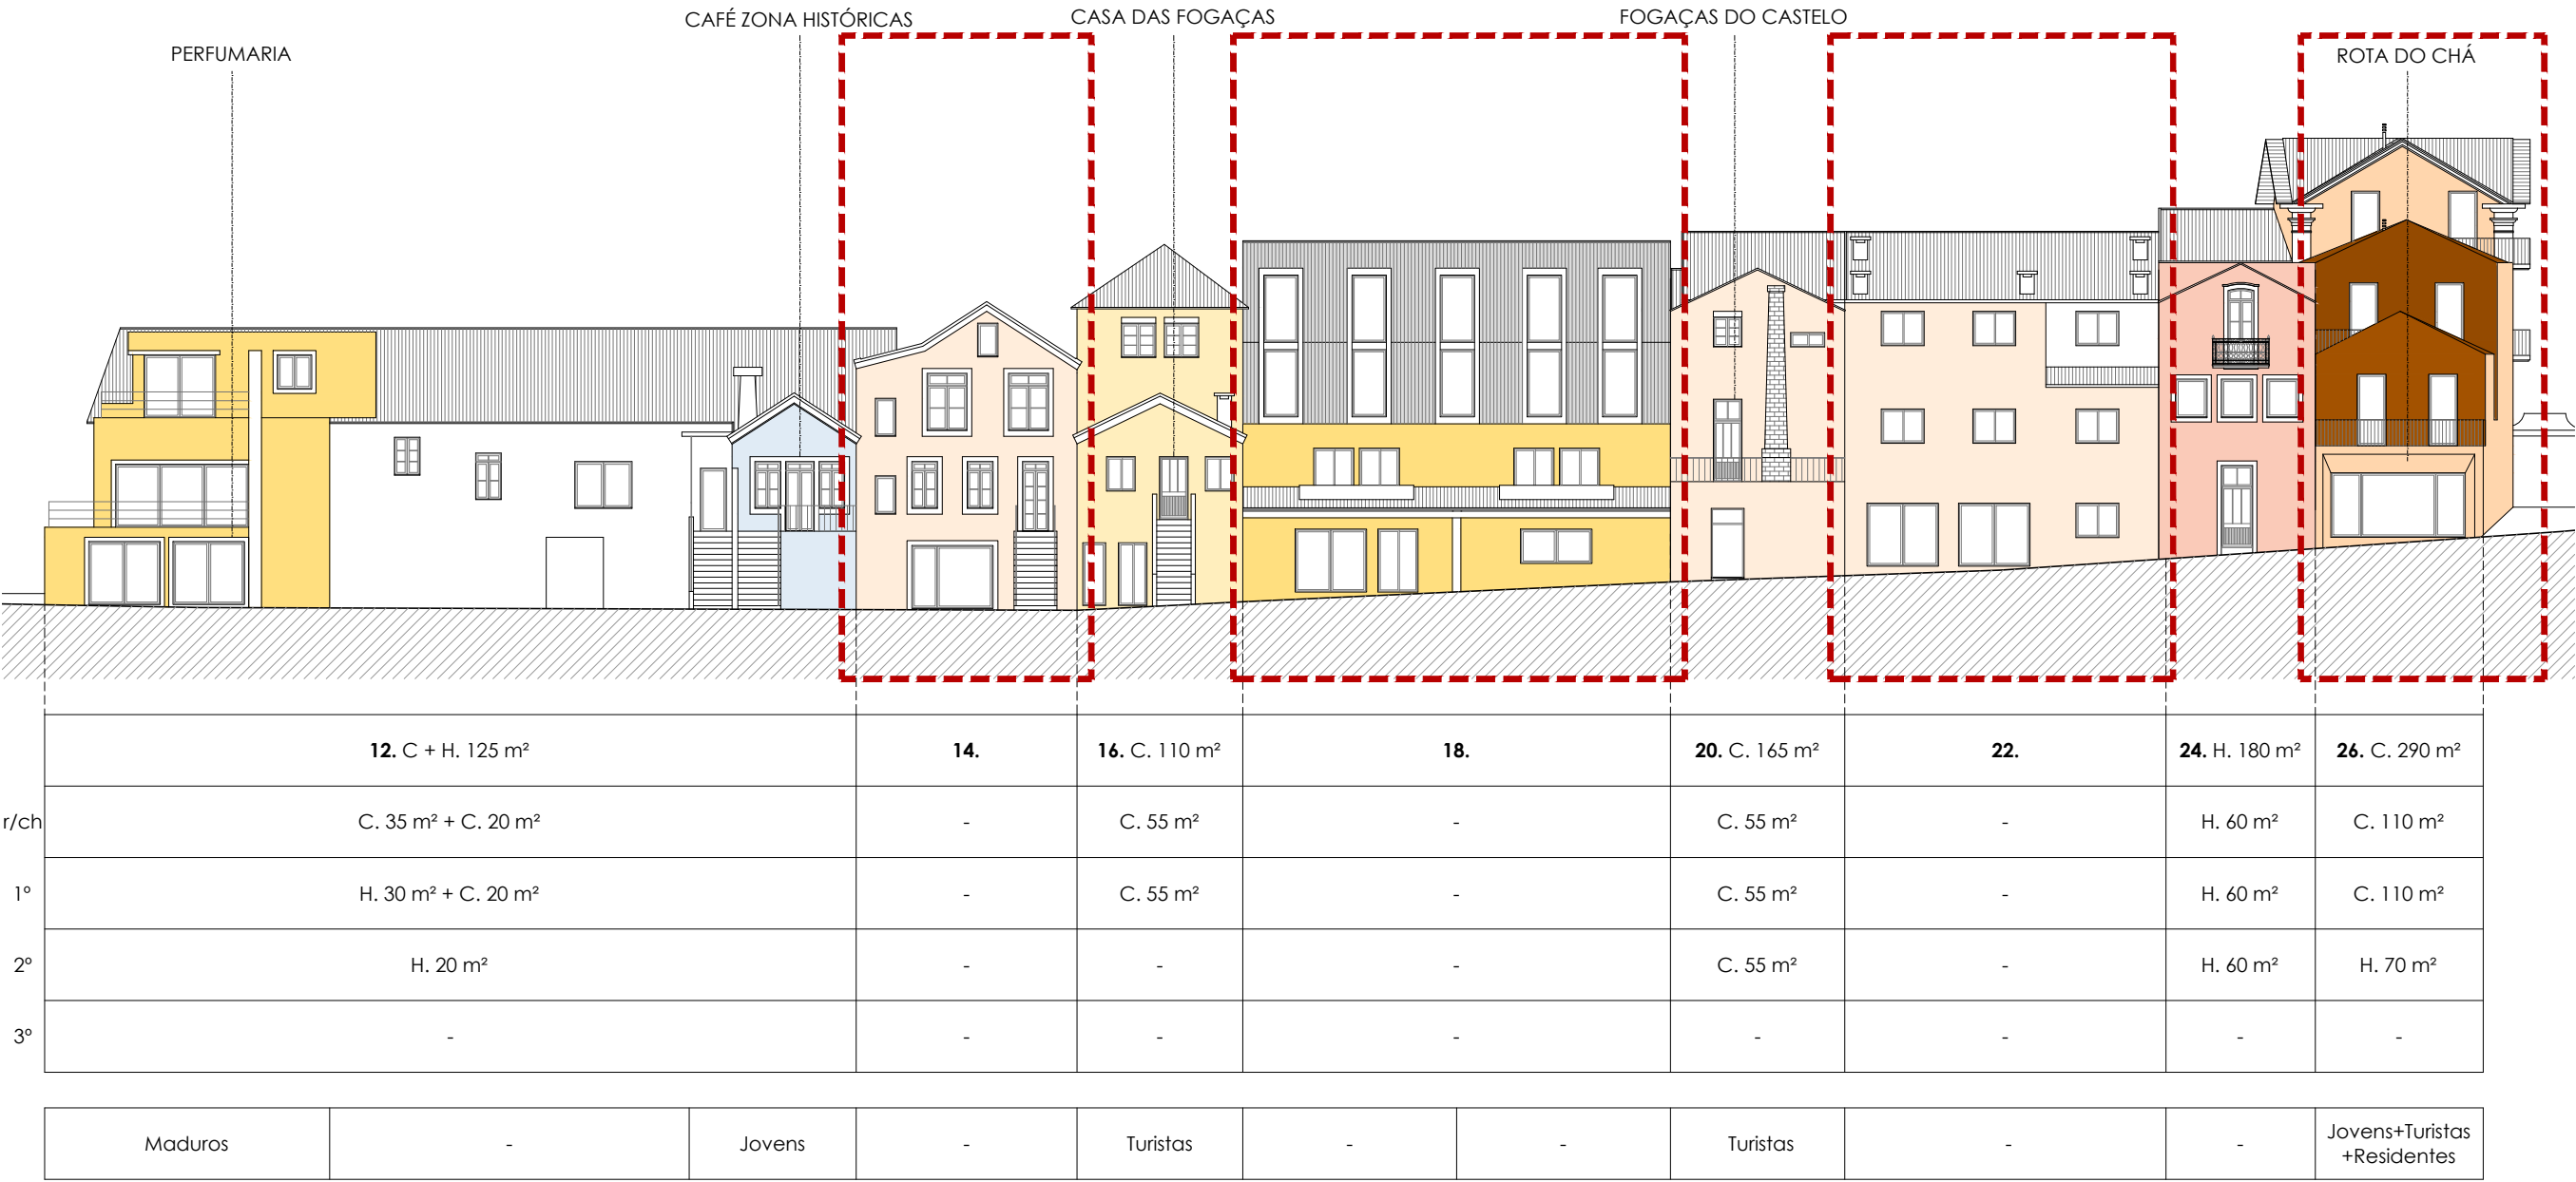 CAFÉ ZONA HISTÓRICAS
CASA DAS FOGAÇAS
FOGAÇAS DO CASTELO
PERFUMARIA
ROTA DO CHÁ
12. C + H. 125 m²
14.
16. C. 110 m²
18.
20. C. 165 m²
22.
24. H. 180 m²
26. C. 290 m²
r/ch
C. 35 m² + C. 20 m²
-
C. 55 m²
-
C. 55 m²
-
H. 60 m²
C. 110 m²
1º
H. 30 m² + C. 20 m²
-
C. 55 m²
-
C. 55 m²
-
H. 60 m²
C. 110 m²
2º
H. 20 m²
-
-
-
C. 55 m²
-
H. 60 m²
H. 70 m²
3º
-
-
-
-
-
-
-
-
Maduros
-
Jovens
-
Turistas
-
-
Turistas
-
-
Jovens+Turistas
+Residentes